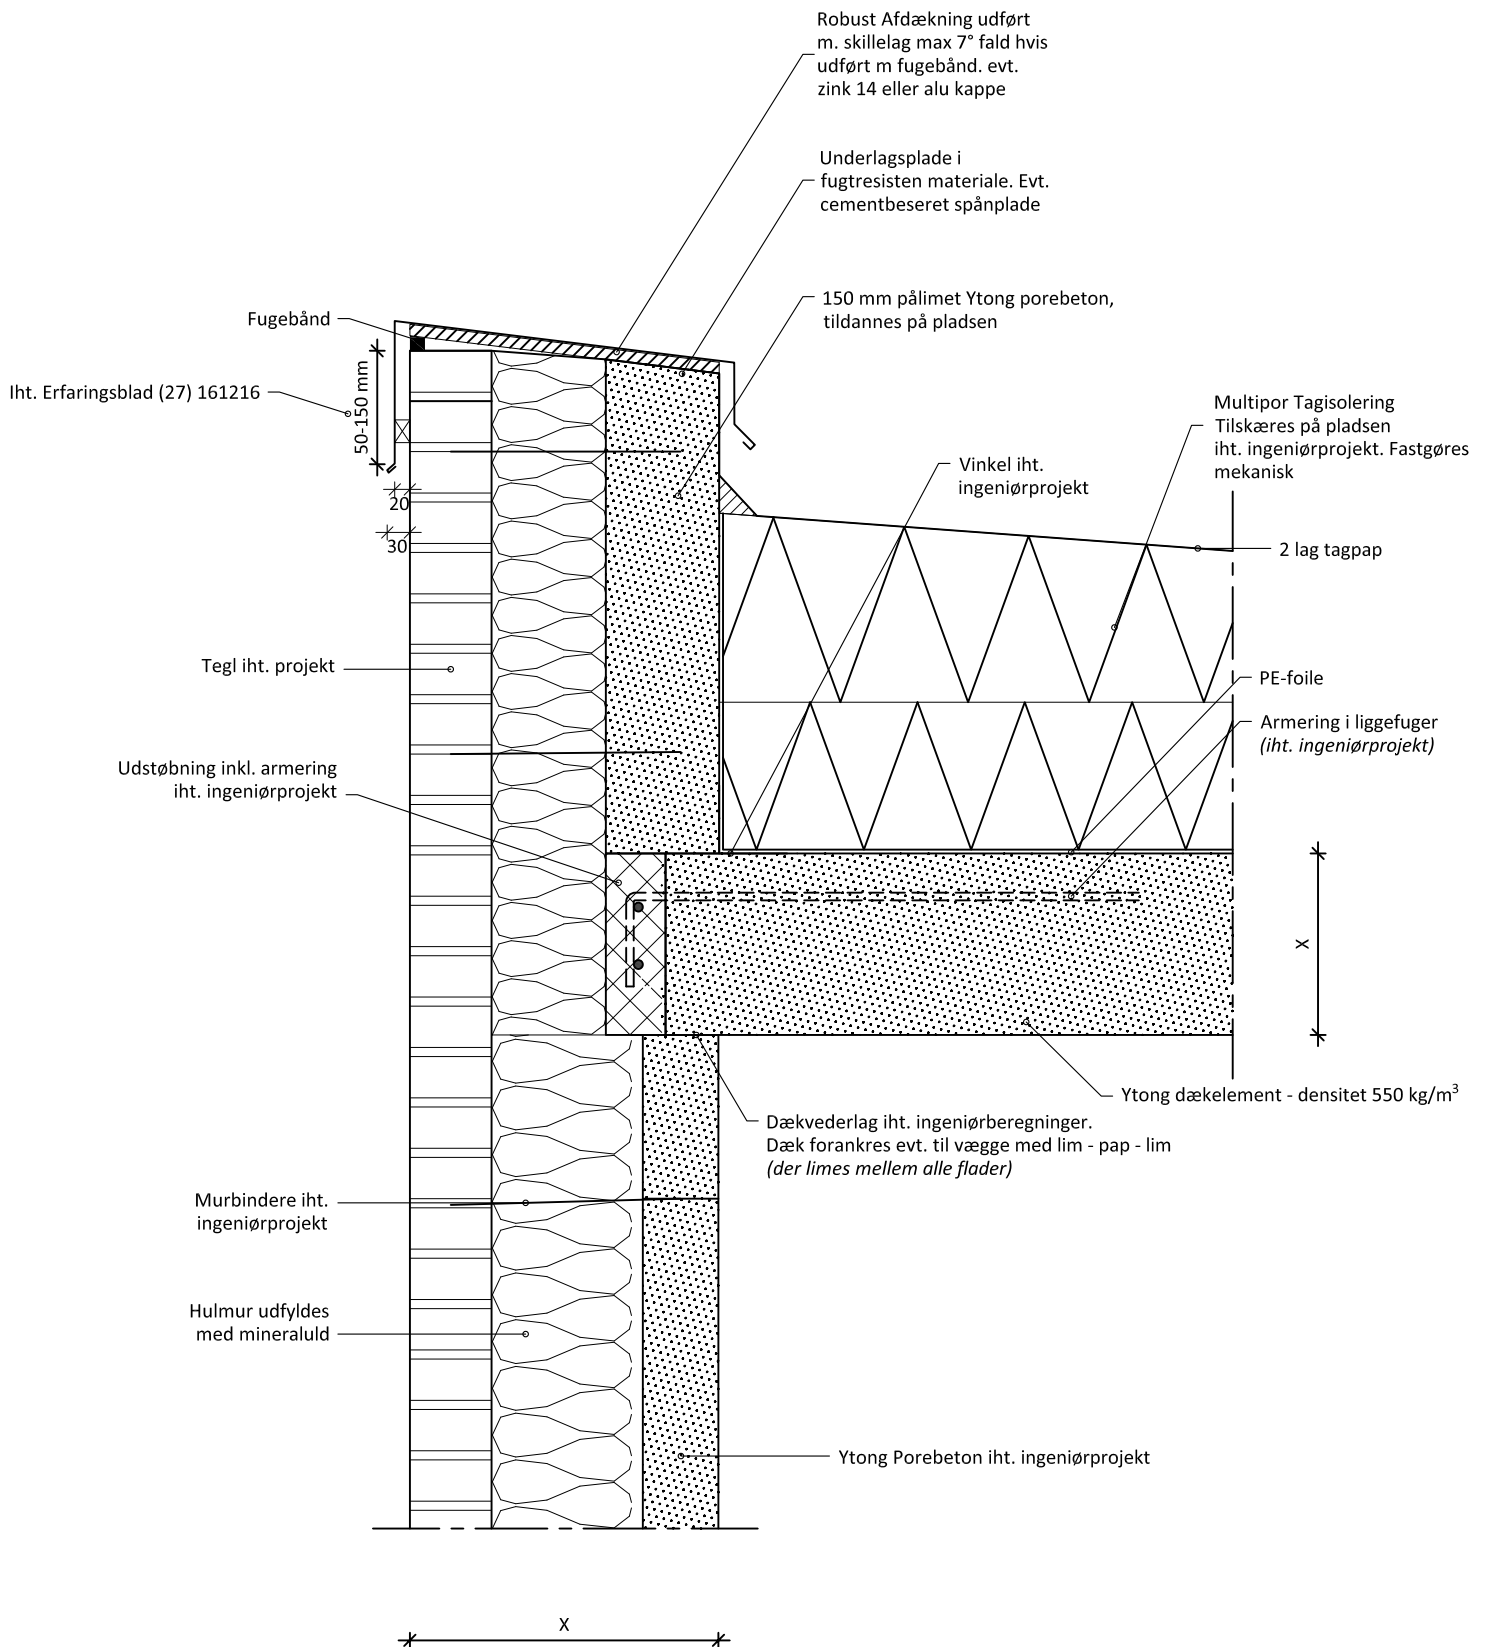 Robust Afdækning udført
m. skillelag max 7° fald hvis
udført m fugebånd. evt.
zink 14 eller alu kappe
Underlagsplade i
fugtresisten materiale. Evt.
cementbeseret spånplade
150 mm pålimet Ytong porebeton,
tildannes på pladsen
Fugebånd
Iht. Erfaringsblad (27) 161216
50-150 mm
Multipor Tagisolering
Tilskæres på pladsen
iht. ingeniørprojekt. Fastgøres
mekanisk
Vinkel iht.
ingeniørprojekt
20
30
2 lag tagpap
Tegl iht. projekt
PE-foile
Armering i liggefuger
(iht. ingeniørprojekt)
Udstøbning inkl. armering
iht. ingeniørprojekt
X
Ytong dækelement - densitet 550 kg/m³
Dækvederlag iht. ingeniørberegninger.
Dæk forankres evt. til vægge med lim - pap - lim
(der limes mellem alle flader)
Murbindere iht.
ingeniørprojekt
Hulmur udfyldes
med mineraluld
Ytong Porebeton iht. ingeniørprojekt
X